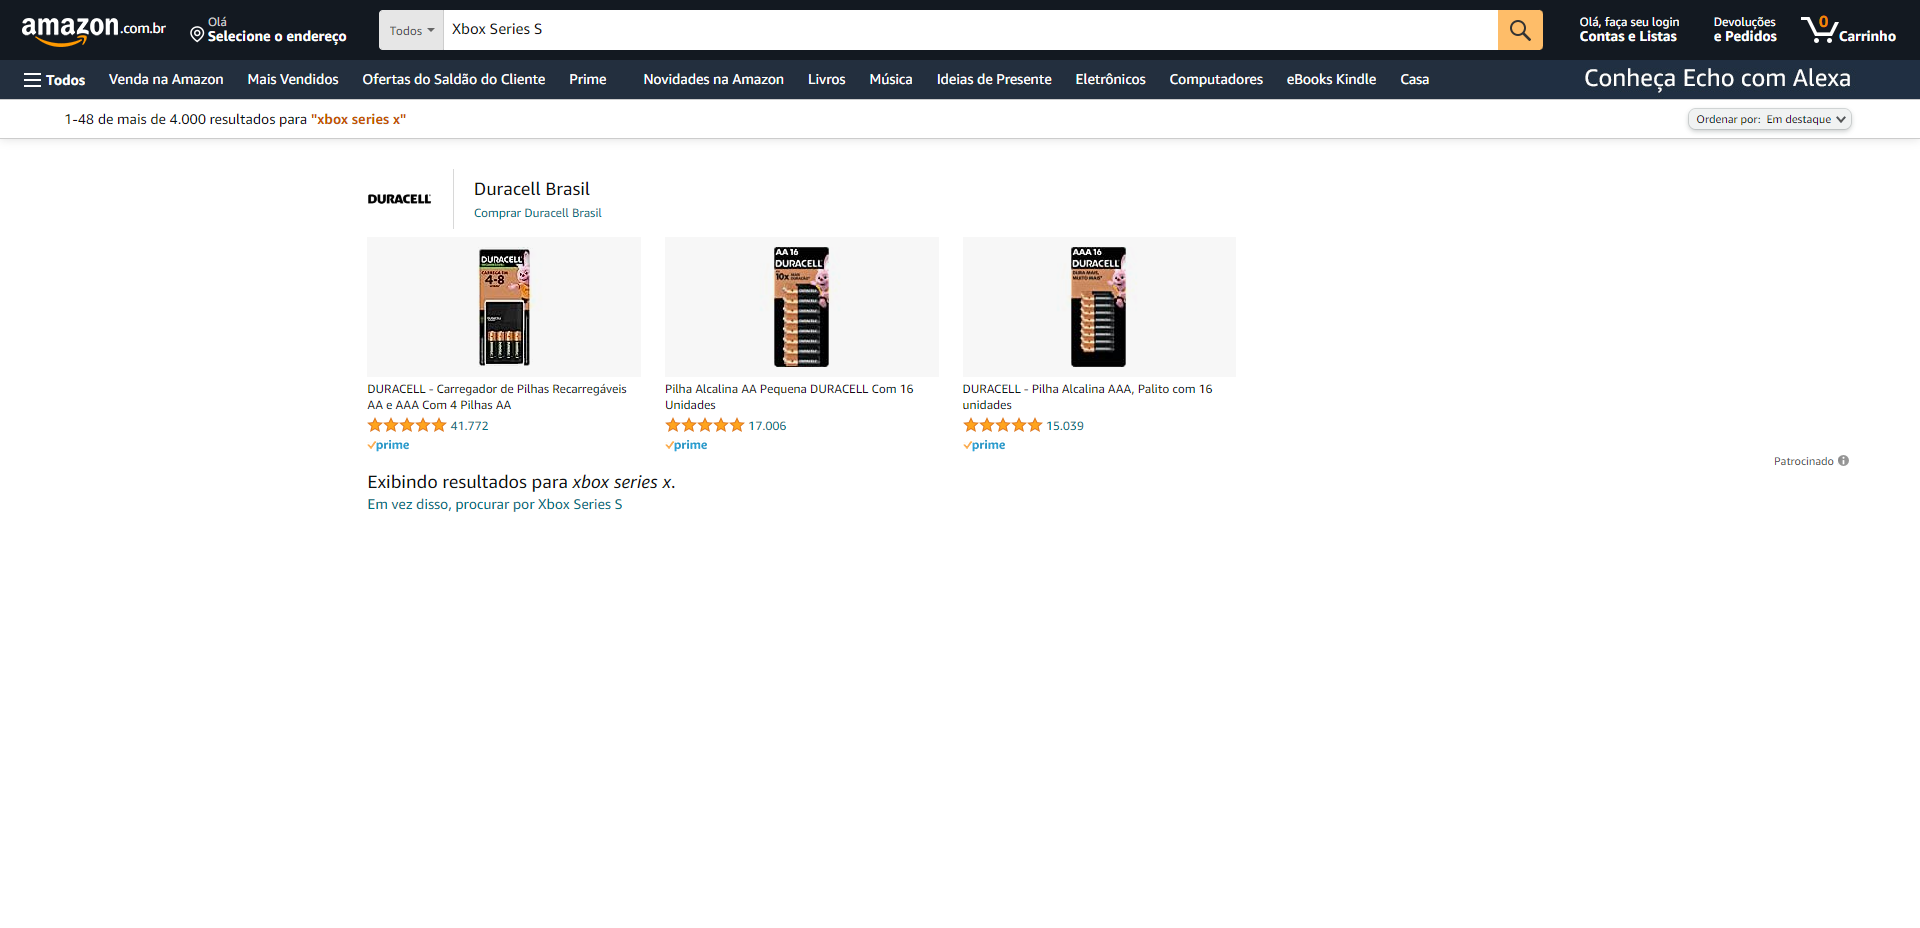 amazon.com.br
Olá
Selecione o endereço
Todos
Xbox Series S
Olá, faça seu login
Contas e Listas
Devoluções
e Pedidos
0
Carrinho
Todos
Venda na Amazon
Mais Vendidos
Ofertas do Saldão do Cliente
Prime
Novidades na Amazon
Livros
Música
Ideias de Presente
Eletrônicos
Computadores
eBooks Kindle
Casa
Conheça Echo com Alexa
1-48 de mais de 4.000 resultados para "xbox series x"
Ordenar por: Em destaque
DURACELL
Duracell Brasil
Comprar Duracell Brasil
DURACELL
CARREGA EM
4-8
AA 16
DURACELL
10x
AAA 16
DURACELL
DURA MAIS,
MUITO MAIS*
DURACELL - Carregador de Pilhas Recarregáveis
AA e AAA Com 4 Pilhas AA
41.772
prime
Pilha Alcalina AA Pequena DURACELL Com 16
Unidades
17.006
prime
DURACELL - Pilha Alcalina AAA, Palito com 16
unidades
15.039
prime
Patrocinado
Exibindo resultados para xbox series x.
Em vez disso, procurar por Xbox Series S